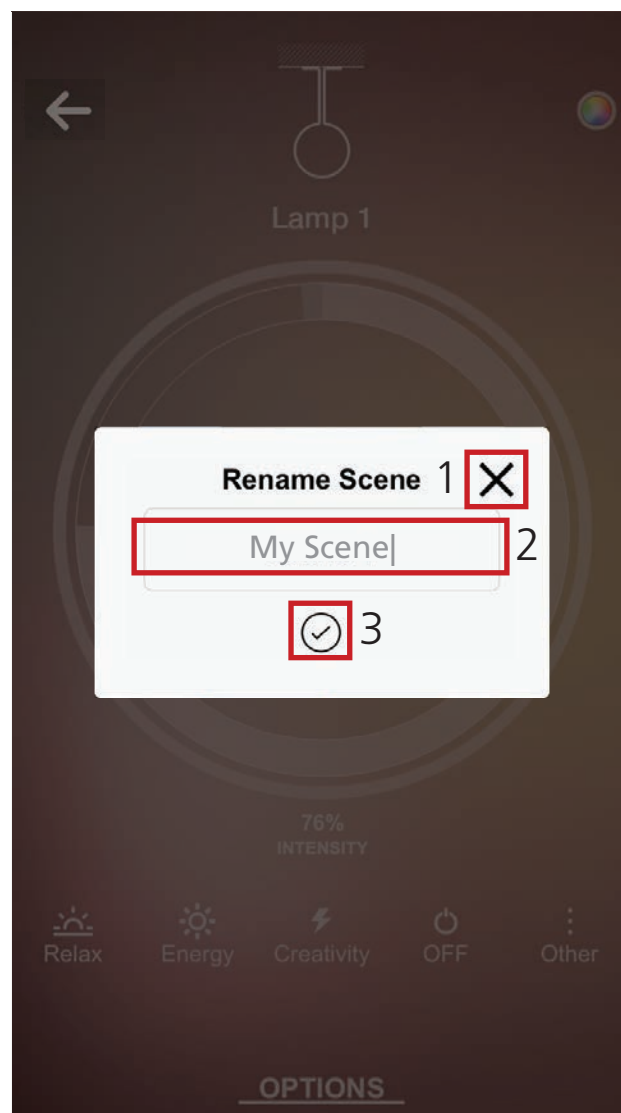 Lamp 1
Rename Scene 1
My Scene 2
3
76%
INTENSITY
Relax Energy Creativity OFF Other
OPTIONS